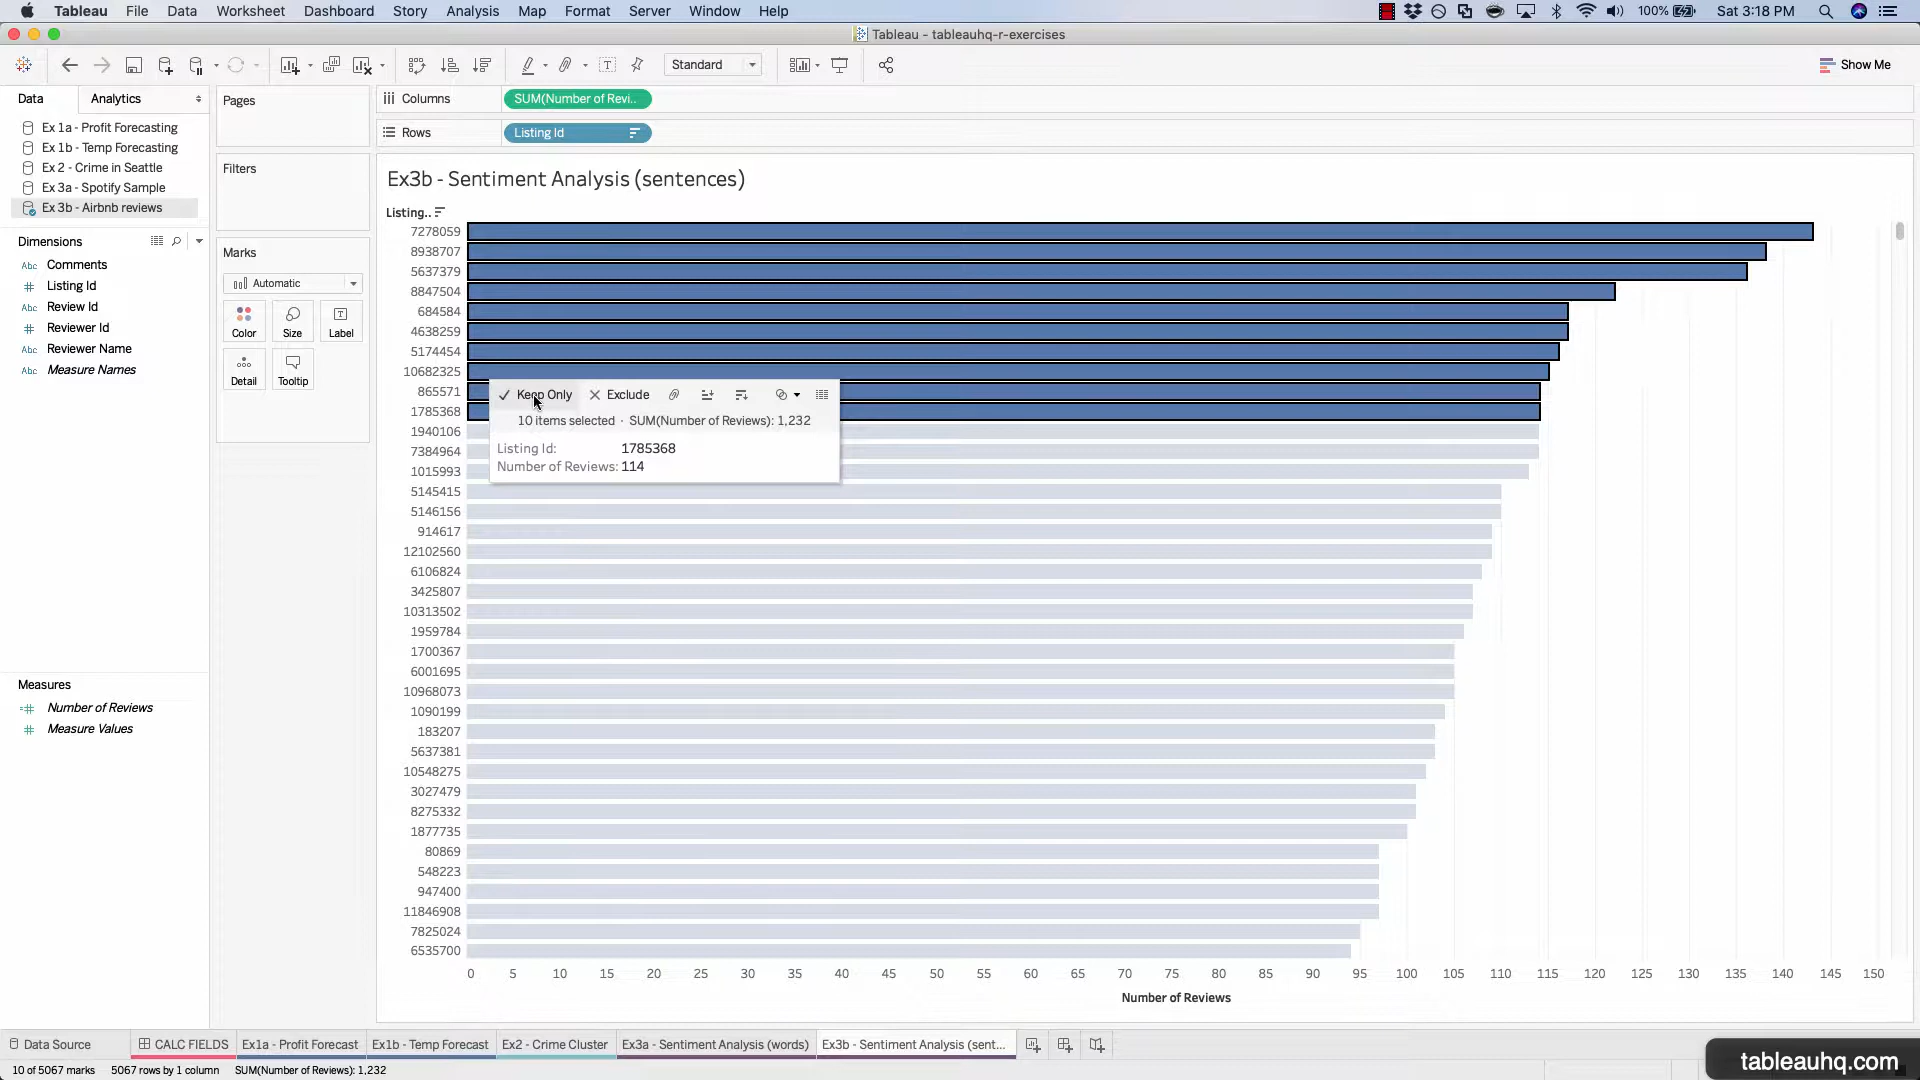 Tableau File Data Worksheet Dashboard Story Analysis Map Format Server Window Help 100% Sat 3:18 PM
Tableau - tableauhq-r-exercises
Standard Show Me
Data Analytics
Ex 1a - Profit Forecasting
Ex 1b - Temp Forecasting
Ex 2 - Crime in Seattle
Ex 3a - Spotify Sample
Ex 3b - Airbnb reviews
Dimensions
Abc Comments
# Listing Id
Abc Review Id
# Reviewer Id
Abc Reviewer Name
Abc Measure Names
Measures
=# Number of Reviews
# Measure Values
Pages
Filters
Marks
Automatic
Color Size Label
Detail Tooltip
Columns SUM(Number of Revi..
Rows Listing Id
Ex3b - Sentiment Analysis (sentences)
Listing..
7278059
8938707
5637379
8847504
684584
4638259
5174454
10682325
865571
1785368
1940106
7384964
1015993
5145415
5146156
914617
12102560
6106824
3425807
10313502
1959784
1700367
6001695
10968073
1090199
183207
5637381
10548275
3027479
8275332
1877735
80869
548223
947400
11846908
7825024
6535700
Keep Only Exclude
10 items selected · SUM(Number of Reviews): 1,232
Listing Id: 1785368
Number of Reviews: 114
0 5 10 15 20 25 30 35 40 45 50 55 60 65 70 75 80 85 90 95 100 105 110 115 120 125 130 135 140 145 150
Number of Reviews
Data Source CALC FIELDS Ex1a - Profit Forecast Ex1b - Temp Forecast Ex2 - Crime Cluster Ex3a - Sentiment Analysis (words) Ex3b - Sentiment Analysis (sent...
10 of 5067 marks 5067 rows by 1 column SUM(Number of Reviews): 1,232
tableauhq.com